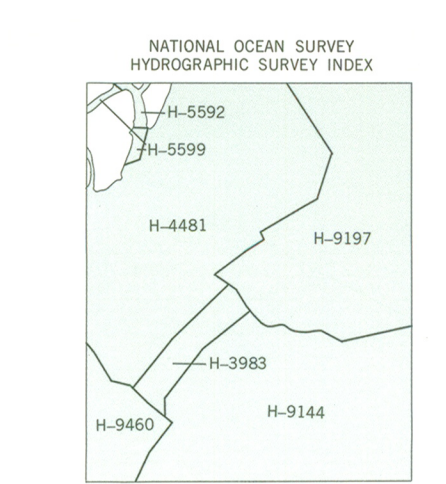 NATIONAL OCEAN SURVEY
HYDROGRAPHIC SURVEY INDEX
H–5592
H–5599
H–4481
H–9197
H–3983
H–9144
H–9460